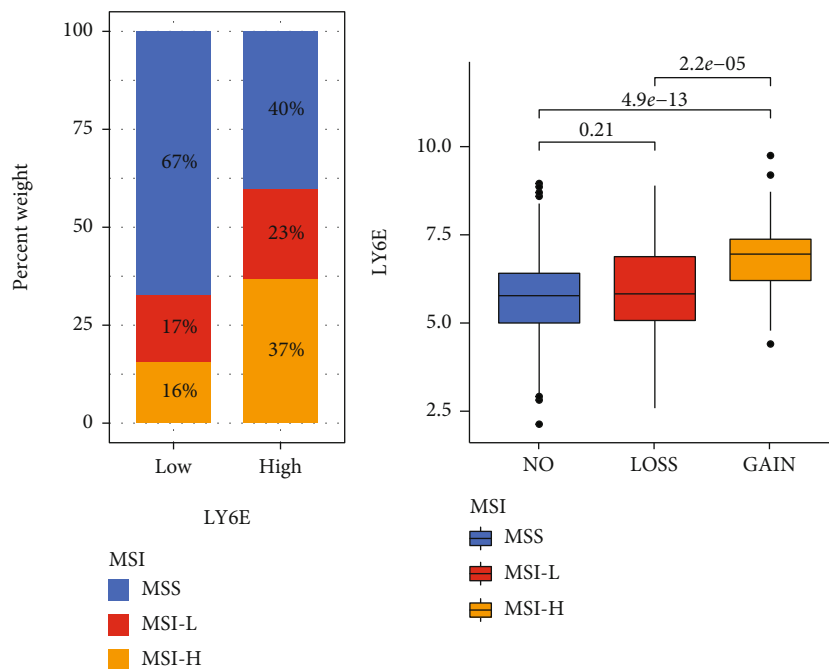 100
75
50
25
0
Percent weight
67%
17%
16%
40%
23%
37%
Low
High
LY6E
MSI
MSS
MSI-L
MSI-H
2.2e−05
4.9e−13
0.21
10.0
7.5
5.0
2.5
LY6E
NO
LOSS
GAIN
MSI
MSS
MSI-L
MSI-H